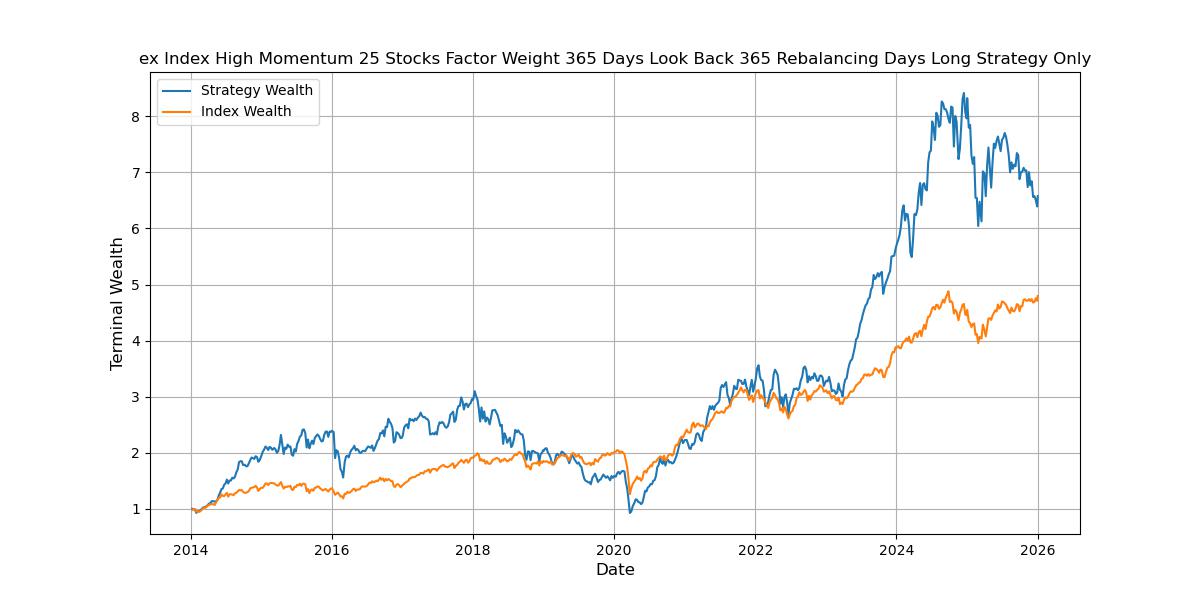 ex Index High Momentum 25 Stocks Factor Weight 365 Days Look Back 365 Rebalancing Days Long Strategy Only
Strategy Wealth
Index Wealth
Terminal Wealth
8
7
6
5
4
3
2
1
2014 2016 2018 2020 2022 2024 2026
Date